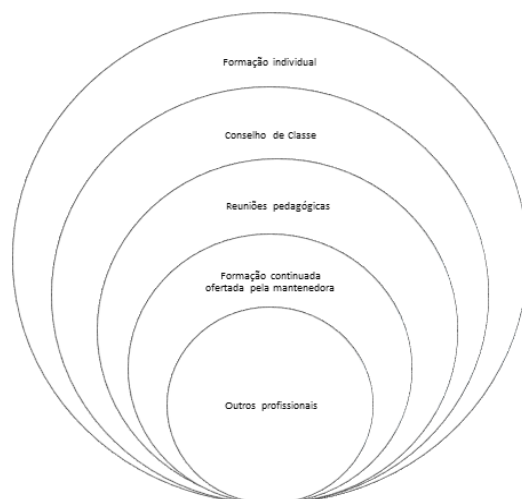 Formação individual
Conselho de Classe
Reuniões pedagógicas
Formação continuada
ofertada pela mantenedora
Outros profissionais